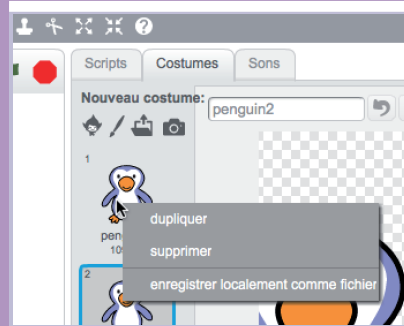 Scripts Costumes Sons
Nouveau costume:
penguin2
1
dupliquer
supprimer
enregistrer localement comme fichier
2